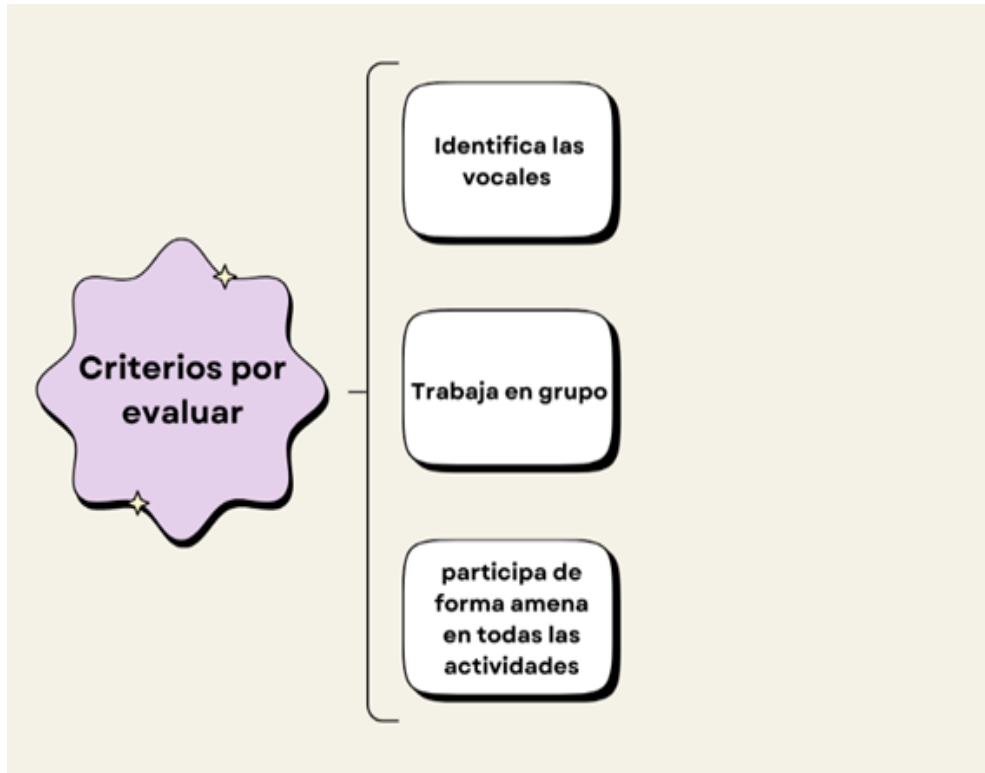 Criterios por
evaluar
Identifica las
vocales
Trabaja en grupo
participa de
forma amena
en todas las
actividades